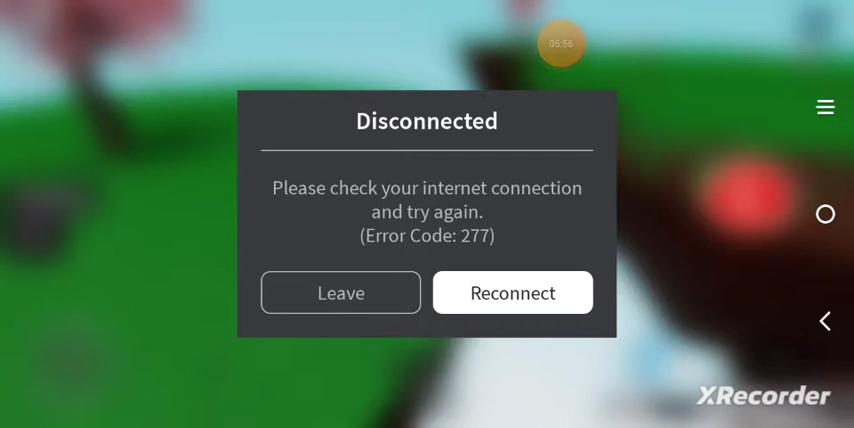 05:56
Disconnected
Please check your internet connection
and try again.
(Error Code: 277)
Leave
Reconnect
XRecorder